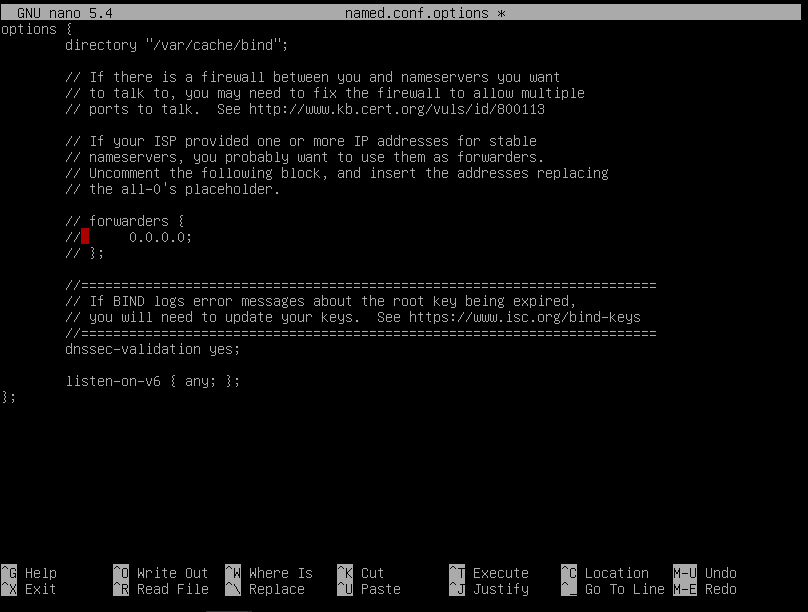 GNU nano 5.4 named.conf.options *
options {
        directory "/var/cache/bind";

        // If there is a firewall between you and nameservers you want
        // to talk to, you may need to fix the firewall to allow multiple
        // ports to talk.  See http://www.kb.cert.org/vuls/id/800113

        // If your ISP provided one or more IP addresses for stable
        // nameservers, you probably want to use them as forwarders.
        // Uncomment the following block, and insert the addresses replacing
        // the all-0's placeholder.

        // forwarders {
        //      0.0.0.0;
        // };

        //========================================================================
        // If BIND logs error messages about the root key being expired,
        // you will need to update your keys.  See https://www.isc.org/bind-keys
        //========================================================================
        dnssec-validation yes;

        listen-on-v6 { any; };
};
^G Help ^O Write Out ^W Where Is ^K Cut ^T Execute ^C Location M-U Undo
^X Exit ^R Read File ^\ Replace ^U Paste ^J Justify ^_ Go To Line M-E Redo